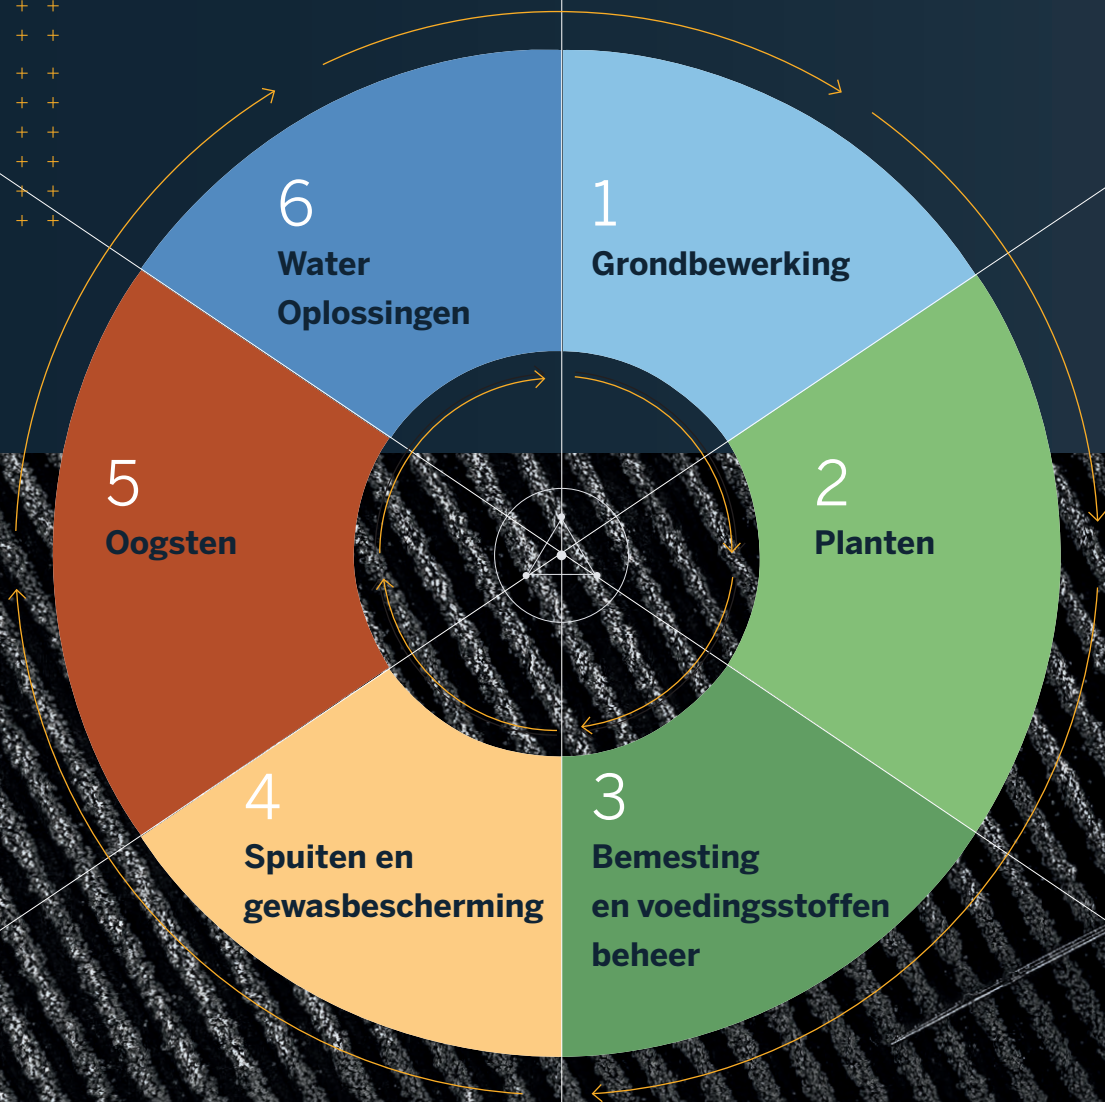 1
Grondbewerking
2
Planten
3
Bemesting
en voedingsstoffen
beheer
4
Spuiten en
gewasbescherming
5
Oogsten
6
Water
Oplossingen